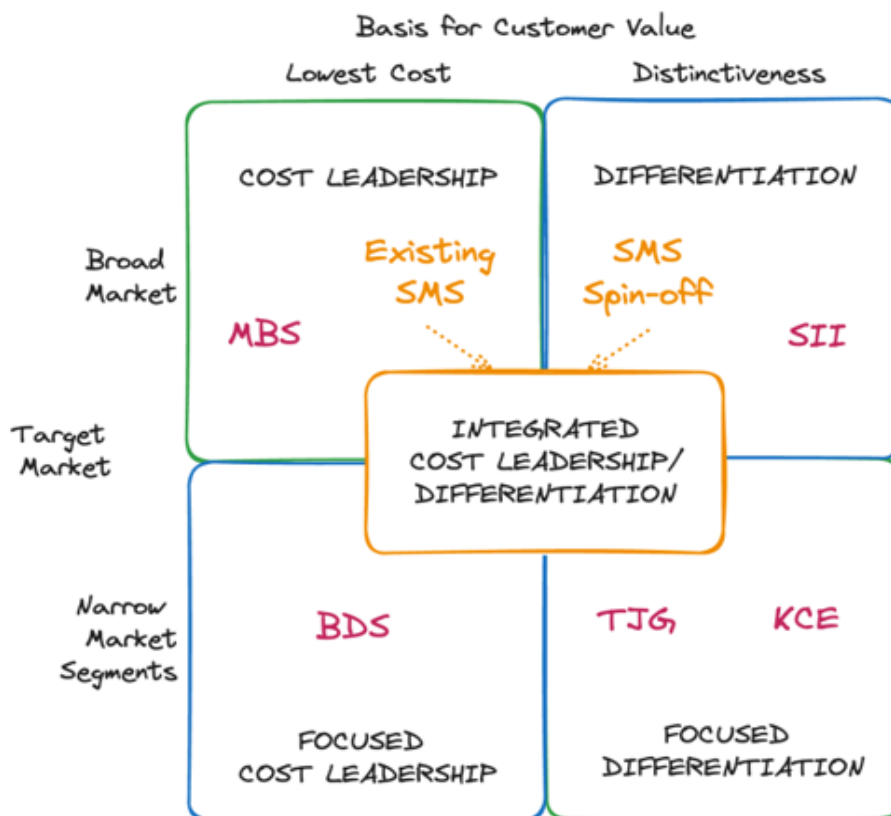 Basis for Customer Value
Lowest Cost
Distinctiveness
COST LEADERSHIP
DIFFERENTIATION
Broad
Market
Existing
SMS
SMS
Spin-off
MBS
SII
Target
Market
INTEGRATED
COST LEADERSHIP/
DIFFERENTIATION
Narrow
Market
Segments
BDS
TJG
KCE
FOCUSED
COST LEADERSHIP
FOCUSED
DIFFERENTIATION